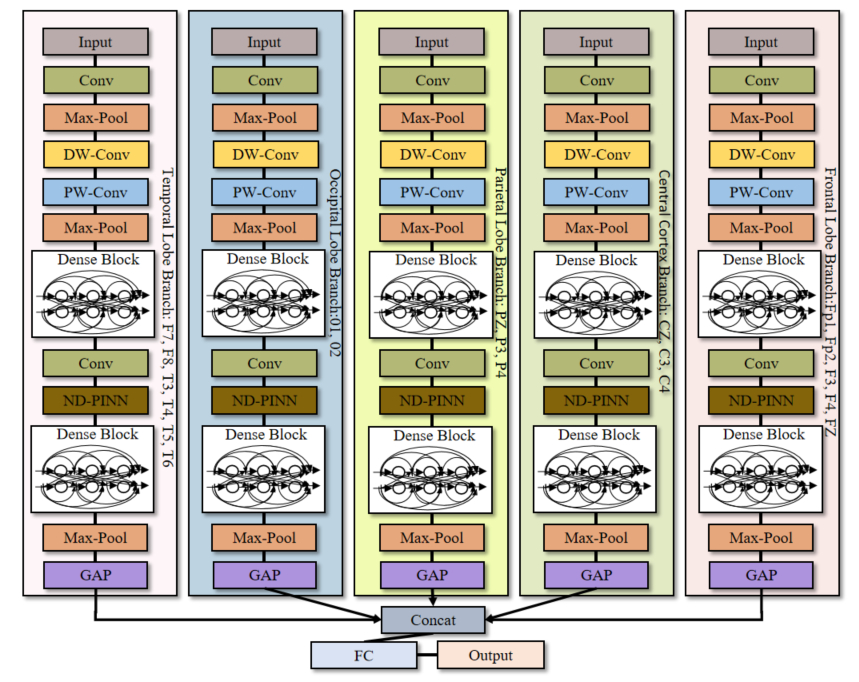 Input
Conv
Max-Pool
DW-Conv
PW-Conv
Max-Pool
Dense Block
Conv
ND-PINN
Dense Block
Max-Pool
GAP
Temporal Lobe Branch: F7, F8, T3, T4, T5, T6
Input
Conv
Max-Pool
DW-Conv
PW-Conv
Max-Pool
Dense Block
Conv
ND-PINN
Dense Block
Max-Pool
GAP
Occipital Lobe Branch:01, 02
Input
Conv
Max-Pool
DW-Conv
PW-Conv
Max-Pool
Dense Block
Conv
ND-PINN
Dense Block
Max-Pool
GAP
Parietal Lobe Branch: PZ, P3, P4
Input
Conv
Max-Pool
DW-Conv
PW-Conv
Max-Pool
Dense Block
Conv
ND-PINN
Dense Block
Max-Pool
GAP
Central Cortex Branch: CZ, C3, C4
Input
Conv
Max-Pool
DW-Conv
PW-Conv
Max-Pool
Dense Block
Conv
ND-PINN
Dense Block
Max-Pool
GAP
Frontal Lobe Branch:Fp1, Fp2, F3, F4, FZ
Concat
FC
Output